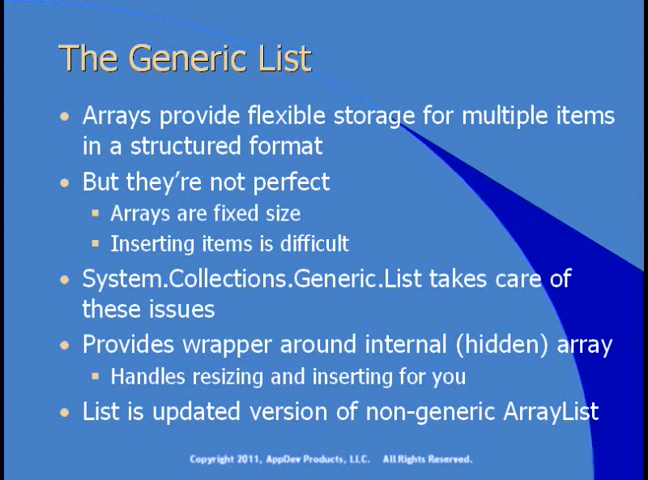 The Generic List
• Arrays provide flexible storage for multiple items
in a structured format
• But they're not perfect
▪ Arrays are fixed size
▪ Inserting items is difficult
• System.Collections.Generic.List takes care of
these issues
• Provides wrapper around internal (hidden) array
▪ Handles resizing and inserting for you
• List is updated version of non-generic ArrayList
Copyright 2011, AppDev Products, LLC. All Rights Reserved.